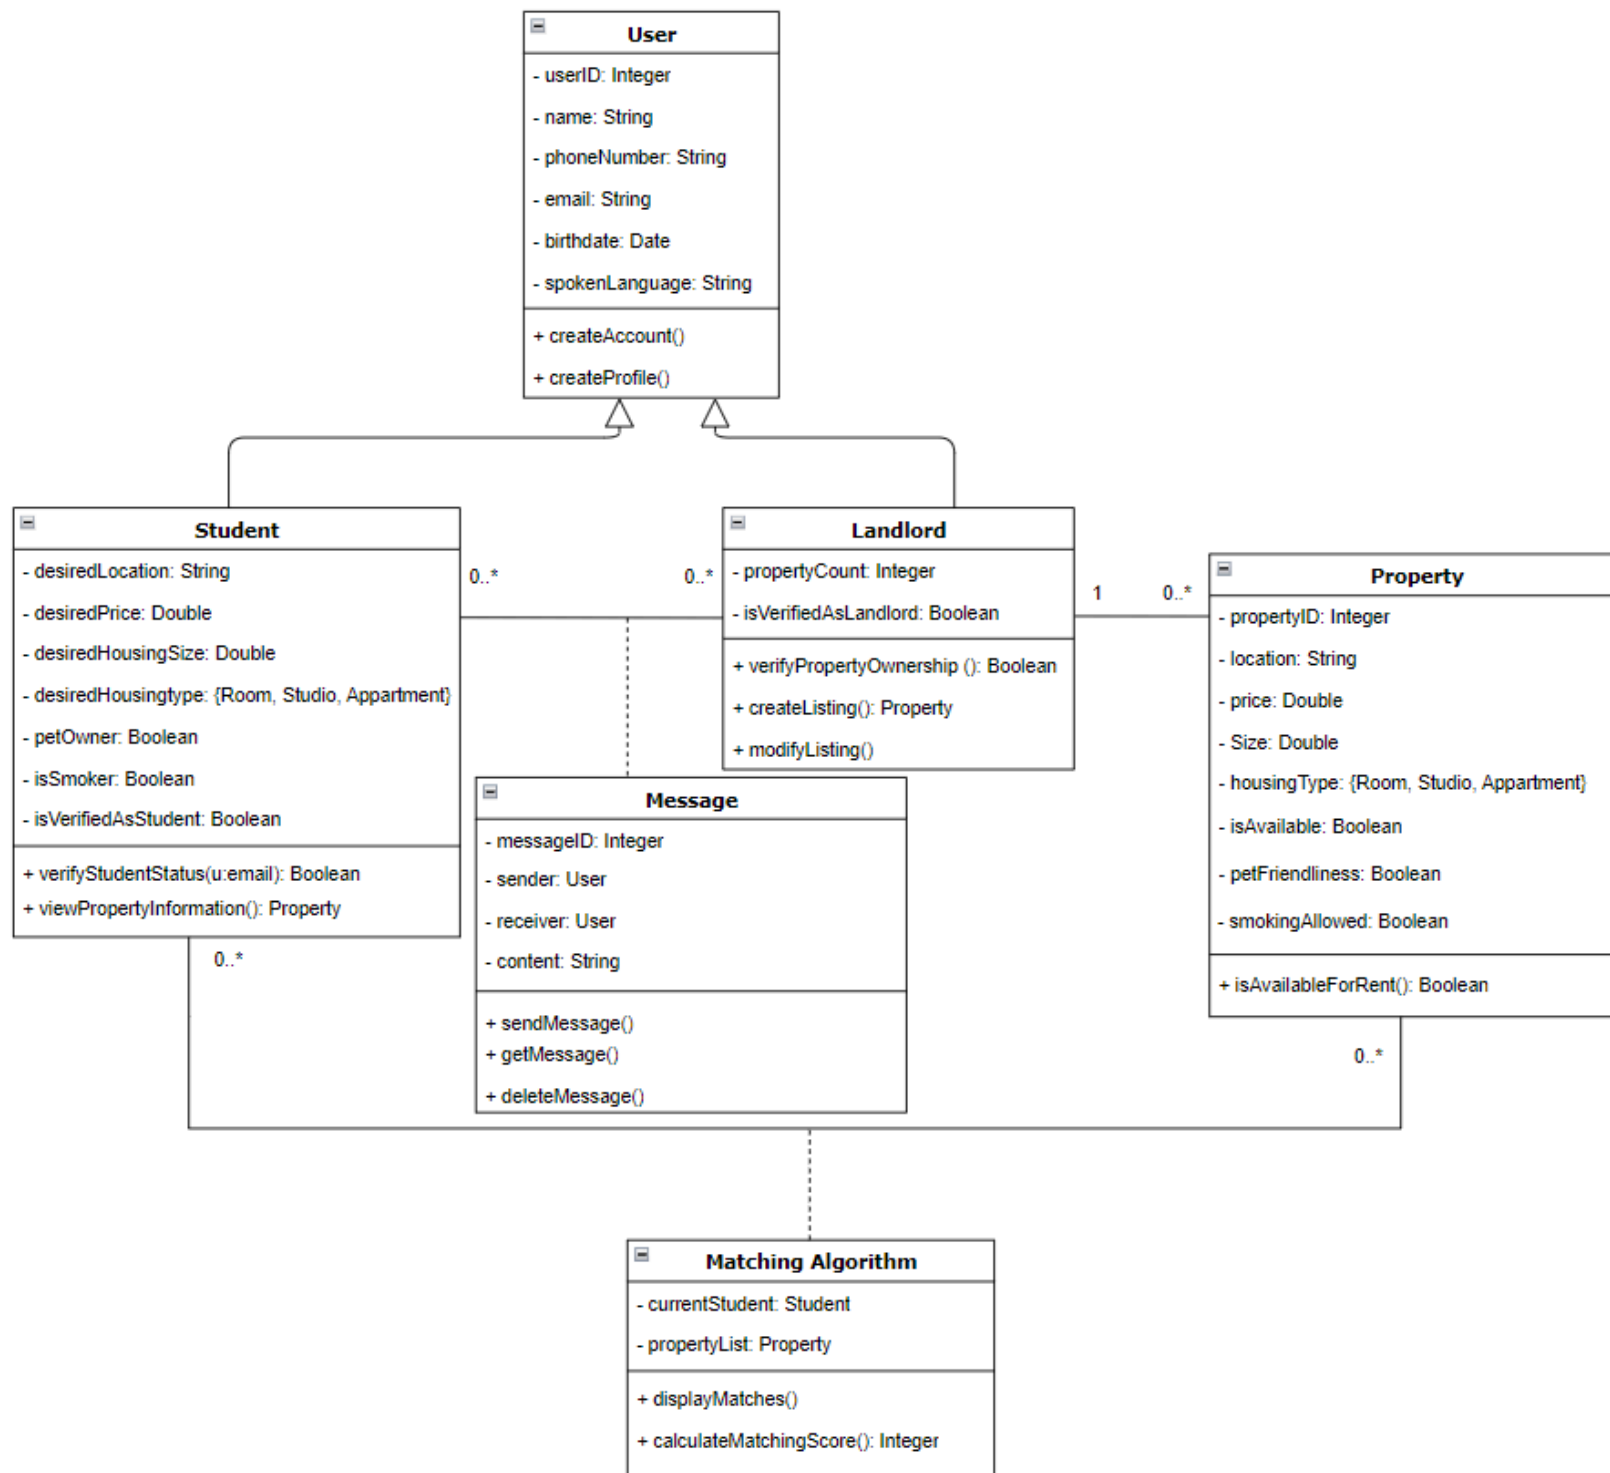 User
- userID: Integer
- name: String
- phoneNumber: String
- email: String
- birthdate: Date
- spokenLanguage: String
+ createAccount()
+ createProfile()
Student
- desiredLocation: String
- desiredPrice: Double
- desiredHousingSize: Double
- desiredHousingtype: {Room, Studio, Appartment}
- petOwner: Boolean
- isSmoker: Boolean
- isVerifiedAsStudent: Boolean
+ verifyStudentStatus(u:email): Boolean
+ viewPropertyInformation(): Property
0..*
0..*
Landlord
- propertyCount: Integer
- isVerifiedAsLandlord: Boolean
+ verifyPropertyOwnership (): Boolean
+ createListing(): Property
+ modifyListing()
1
0..*
Property
- propertyID: Integer
- location: String
- price: Double
- Size: Double
- housingType: {Room, Studio, Appartment}
- isAvailable: Boolean
- petFriendliness: Boolean
- smokingAllowed: Boolean
+ isAvailableForRent(): Boolean
Message
- messageID: Integer
- sender: User
- receiver: User
- content: String
+ sendMessage()
+ getMessage()
+ deleteMessage()
0..*
0..*
Matching Algorithm
- currentStudent: Student
- propertyList: Property
+ displayMatches()
+ calculateMatchingScore(): Integer